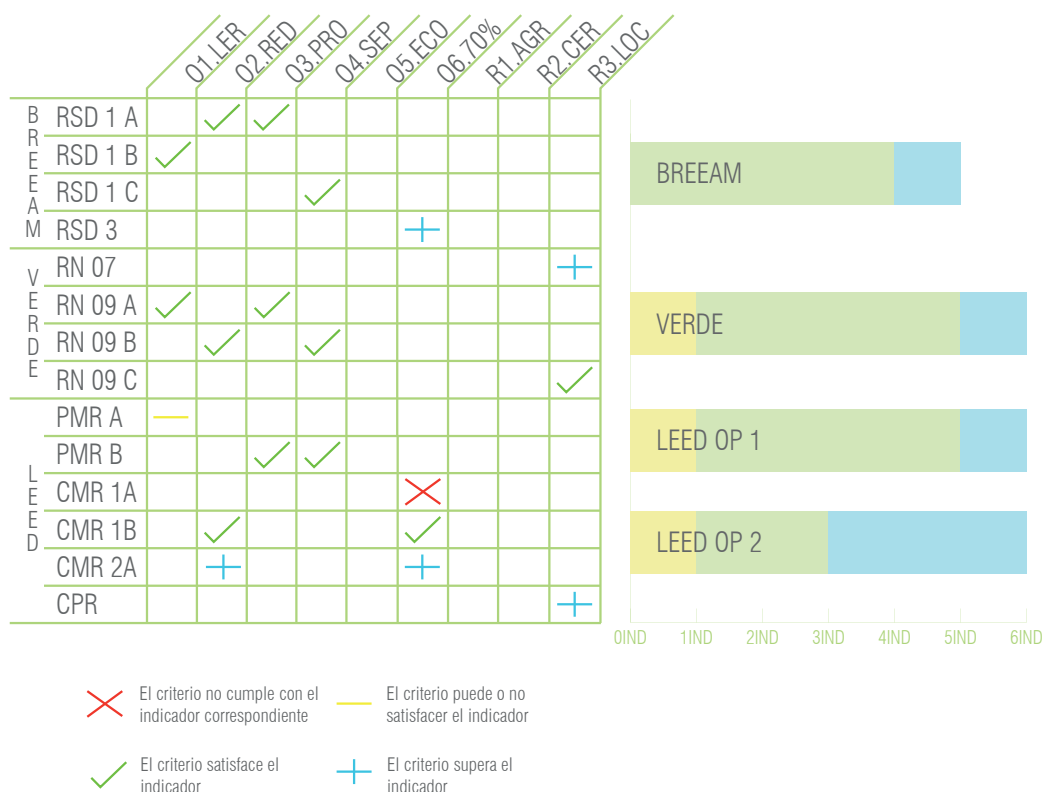 01.LER
02.RED
03.PRO
04.SEP
05.ECO
06.70%
R1.AGR
R2.CER
R3.LOC
BREEAM
RSD 1 A
RSD 1 B
RSD 1 C
RSD 3
VERDE
RN 07
RN 09 A
RN 09 B
RN 09 C
LEED
PMR A
PMR B
CMR 1A
CMR 1B
CMR 2A
CPR
BREEAM
VERDE
LEED OP 1
LEED OP 2
0IND 1IND 2IND 3IND 4IND 5IND 6IND
El criterio no cumple con el
indicador correspondiente
El criterio puede o no
satisfacer el indicador
El criterio satisface el
indicador
El criterio supera el
indicador